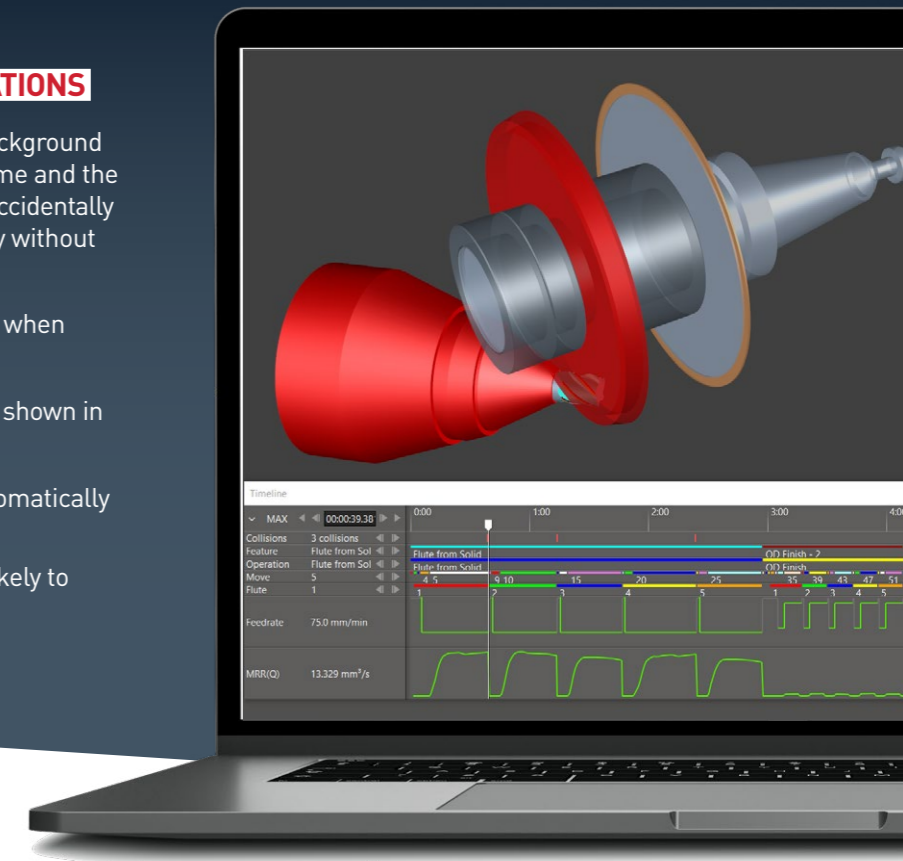 ATIONS
ckground
me and the
ccidentally
y without
when
shown in
omatically
kely to
Timeline
MAX 00:00:39.38 0:00 1:00 2:00 3:00 4:00
Collisions 3 collisions
Feature Flute from Sol Flute from Solid OD Finish - 2
Operation Flute from Sol Flute from Solid OD Finish
Move 5 4 5 9 10 15 20 25 35 39 43 47 51
Flute 1 1 2 3 4 5 1 2 3 4 5
Feedrate 75.0 mm/min
MRR(Q) 13.329 mm³/s